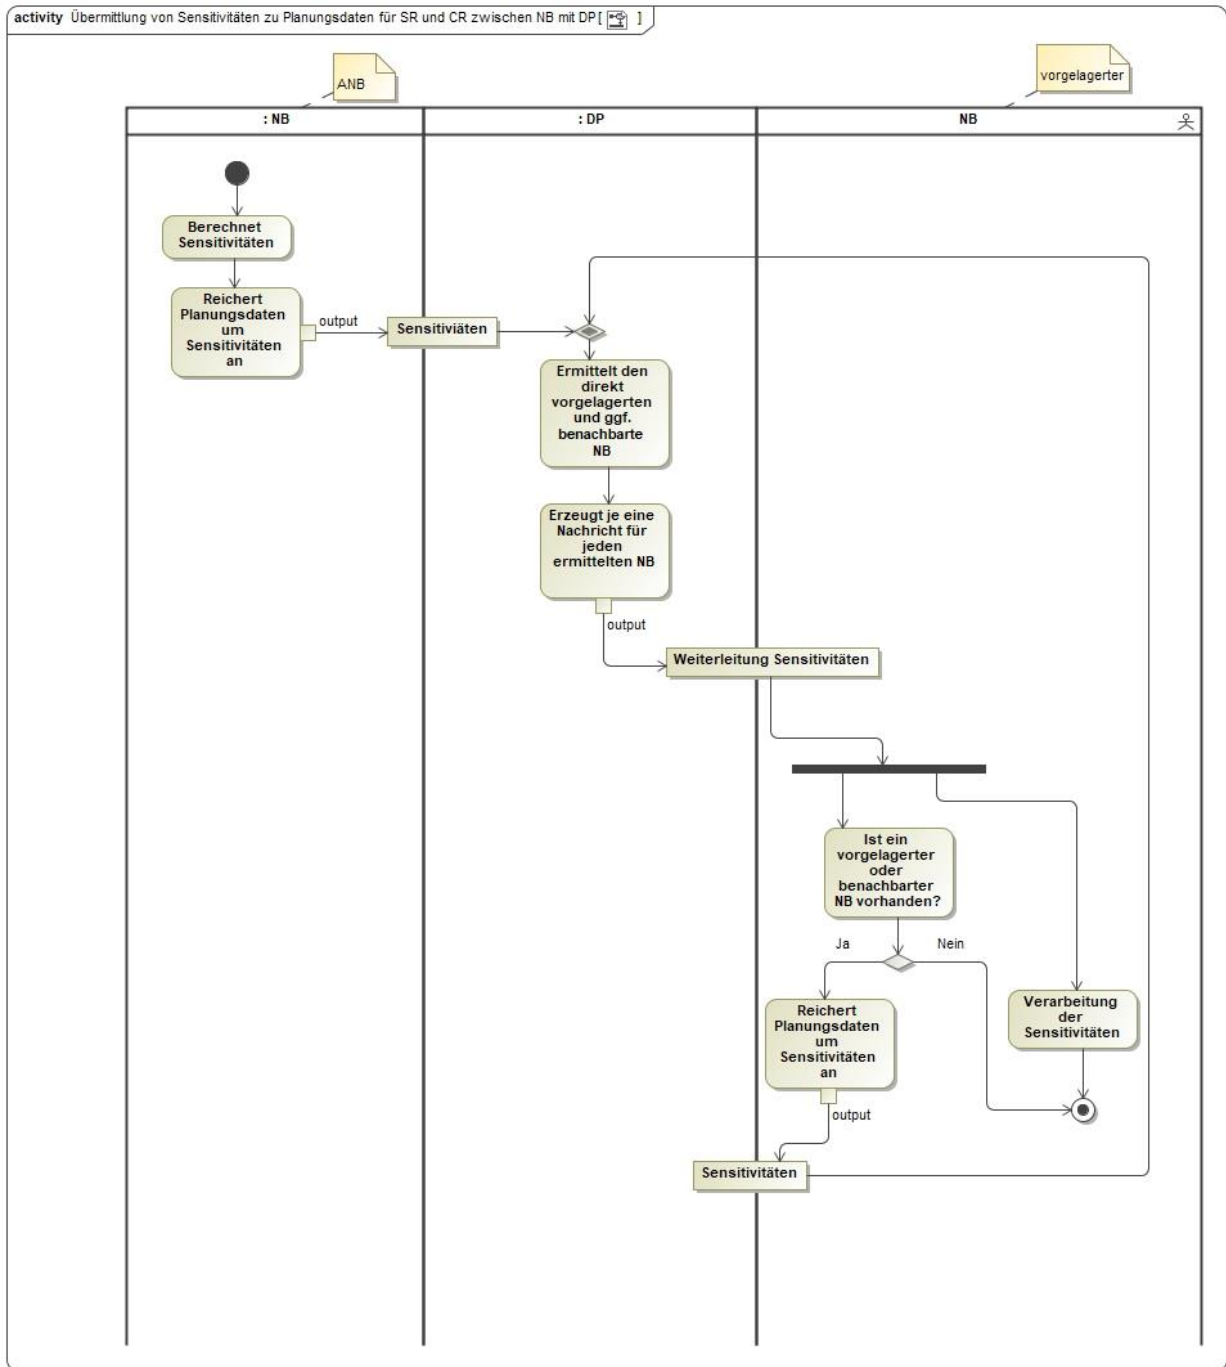 activity Übermittlung von Sensitivitäten zu Planungsdaten für SR und CR zwischen NB mit DP[ ]
ANB
vorgelagerter
: NB
: DP
NB
Berechnet
Sensitivitäten
Reichert
Planungsdaten
um
Sensitivitäten
an
output
Sensitiviäten
Ermittelt den
direkt
vorgelagerten
und ggf.
benachbarte
NB
Erzeugt je eine
Nachricht für
jeden
ermittelten NB
output
Weiterleitung Sensitivitäten
Ist ein
vorgelagerter
oder
benachbarter
NB vorhanden?
Ja
Nein
Reichert
Planungsdaten
um
Sensitivitäten
an
Verarbeitung
der
Sensitivitäten
output
Sensitivitäten